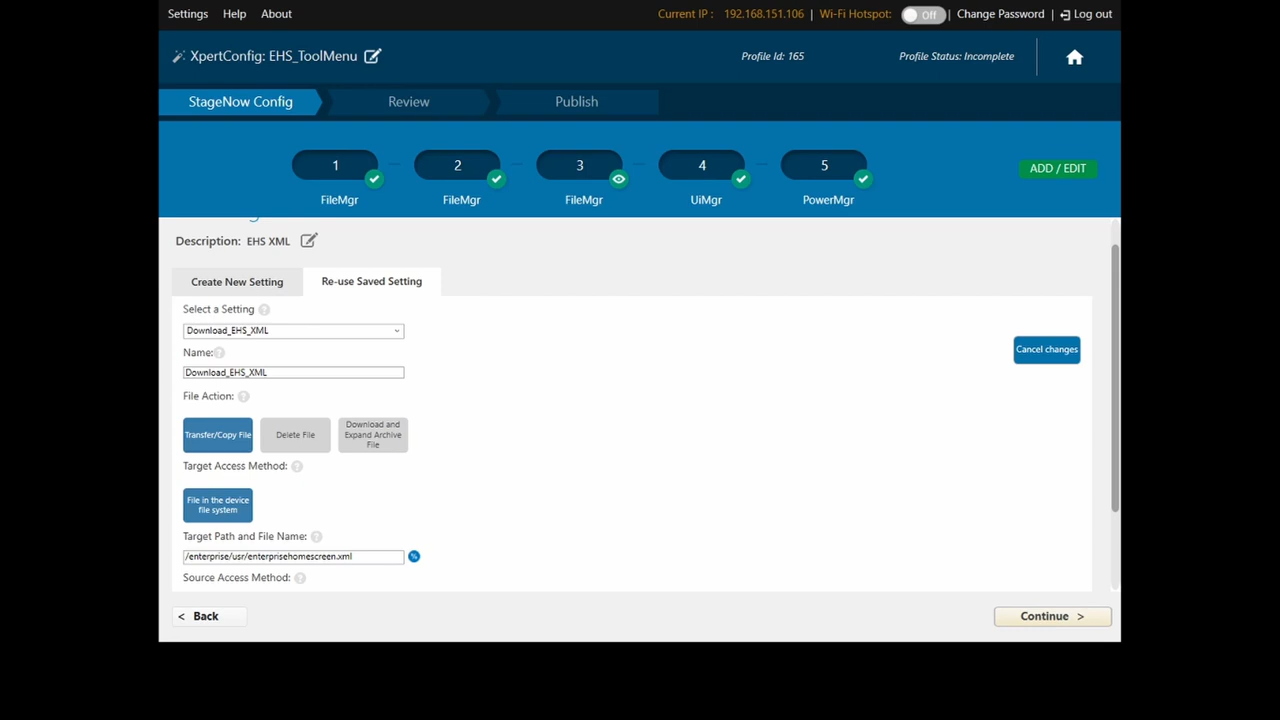 Settings Help About Current IP : 192.168.151.106 | Wi-Fi Hotspot: Off | Change Password | Log out
XpertConfig: EHS_ToolMenu Profile Id: 165 Profile Status: Incomplete
StageNow Config Review Publish
1 2 3 4 5
ADD / EDIT
FileMgr FileMgr FileMgr UiMgr PowerMgr
Description: EHS XML
Create New Setting Re-use Saved Setting
Select a Setting ?
Download_EHS_XML
Cancel changes
Name: ?
Download_EHS_XML
File Action: ?
Transfer/Copy File Delete File Download and Expand Archive File
Target Access Method: ?
File in the device file system
Target Path and File Name: ?
/enterprise/usr/enterprisehomescreen.xml %
Source Access Method: ?
< Back Continue >